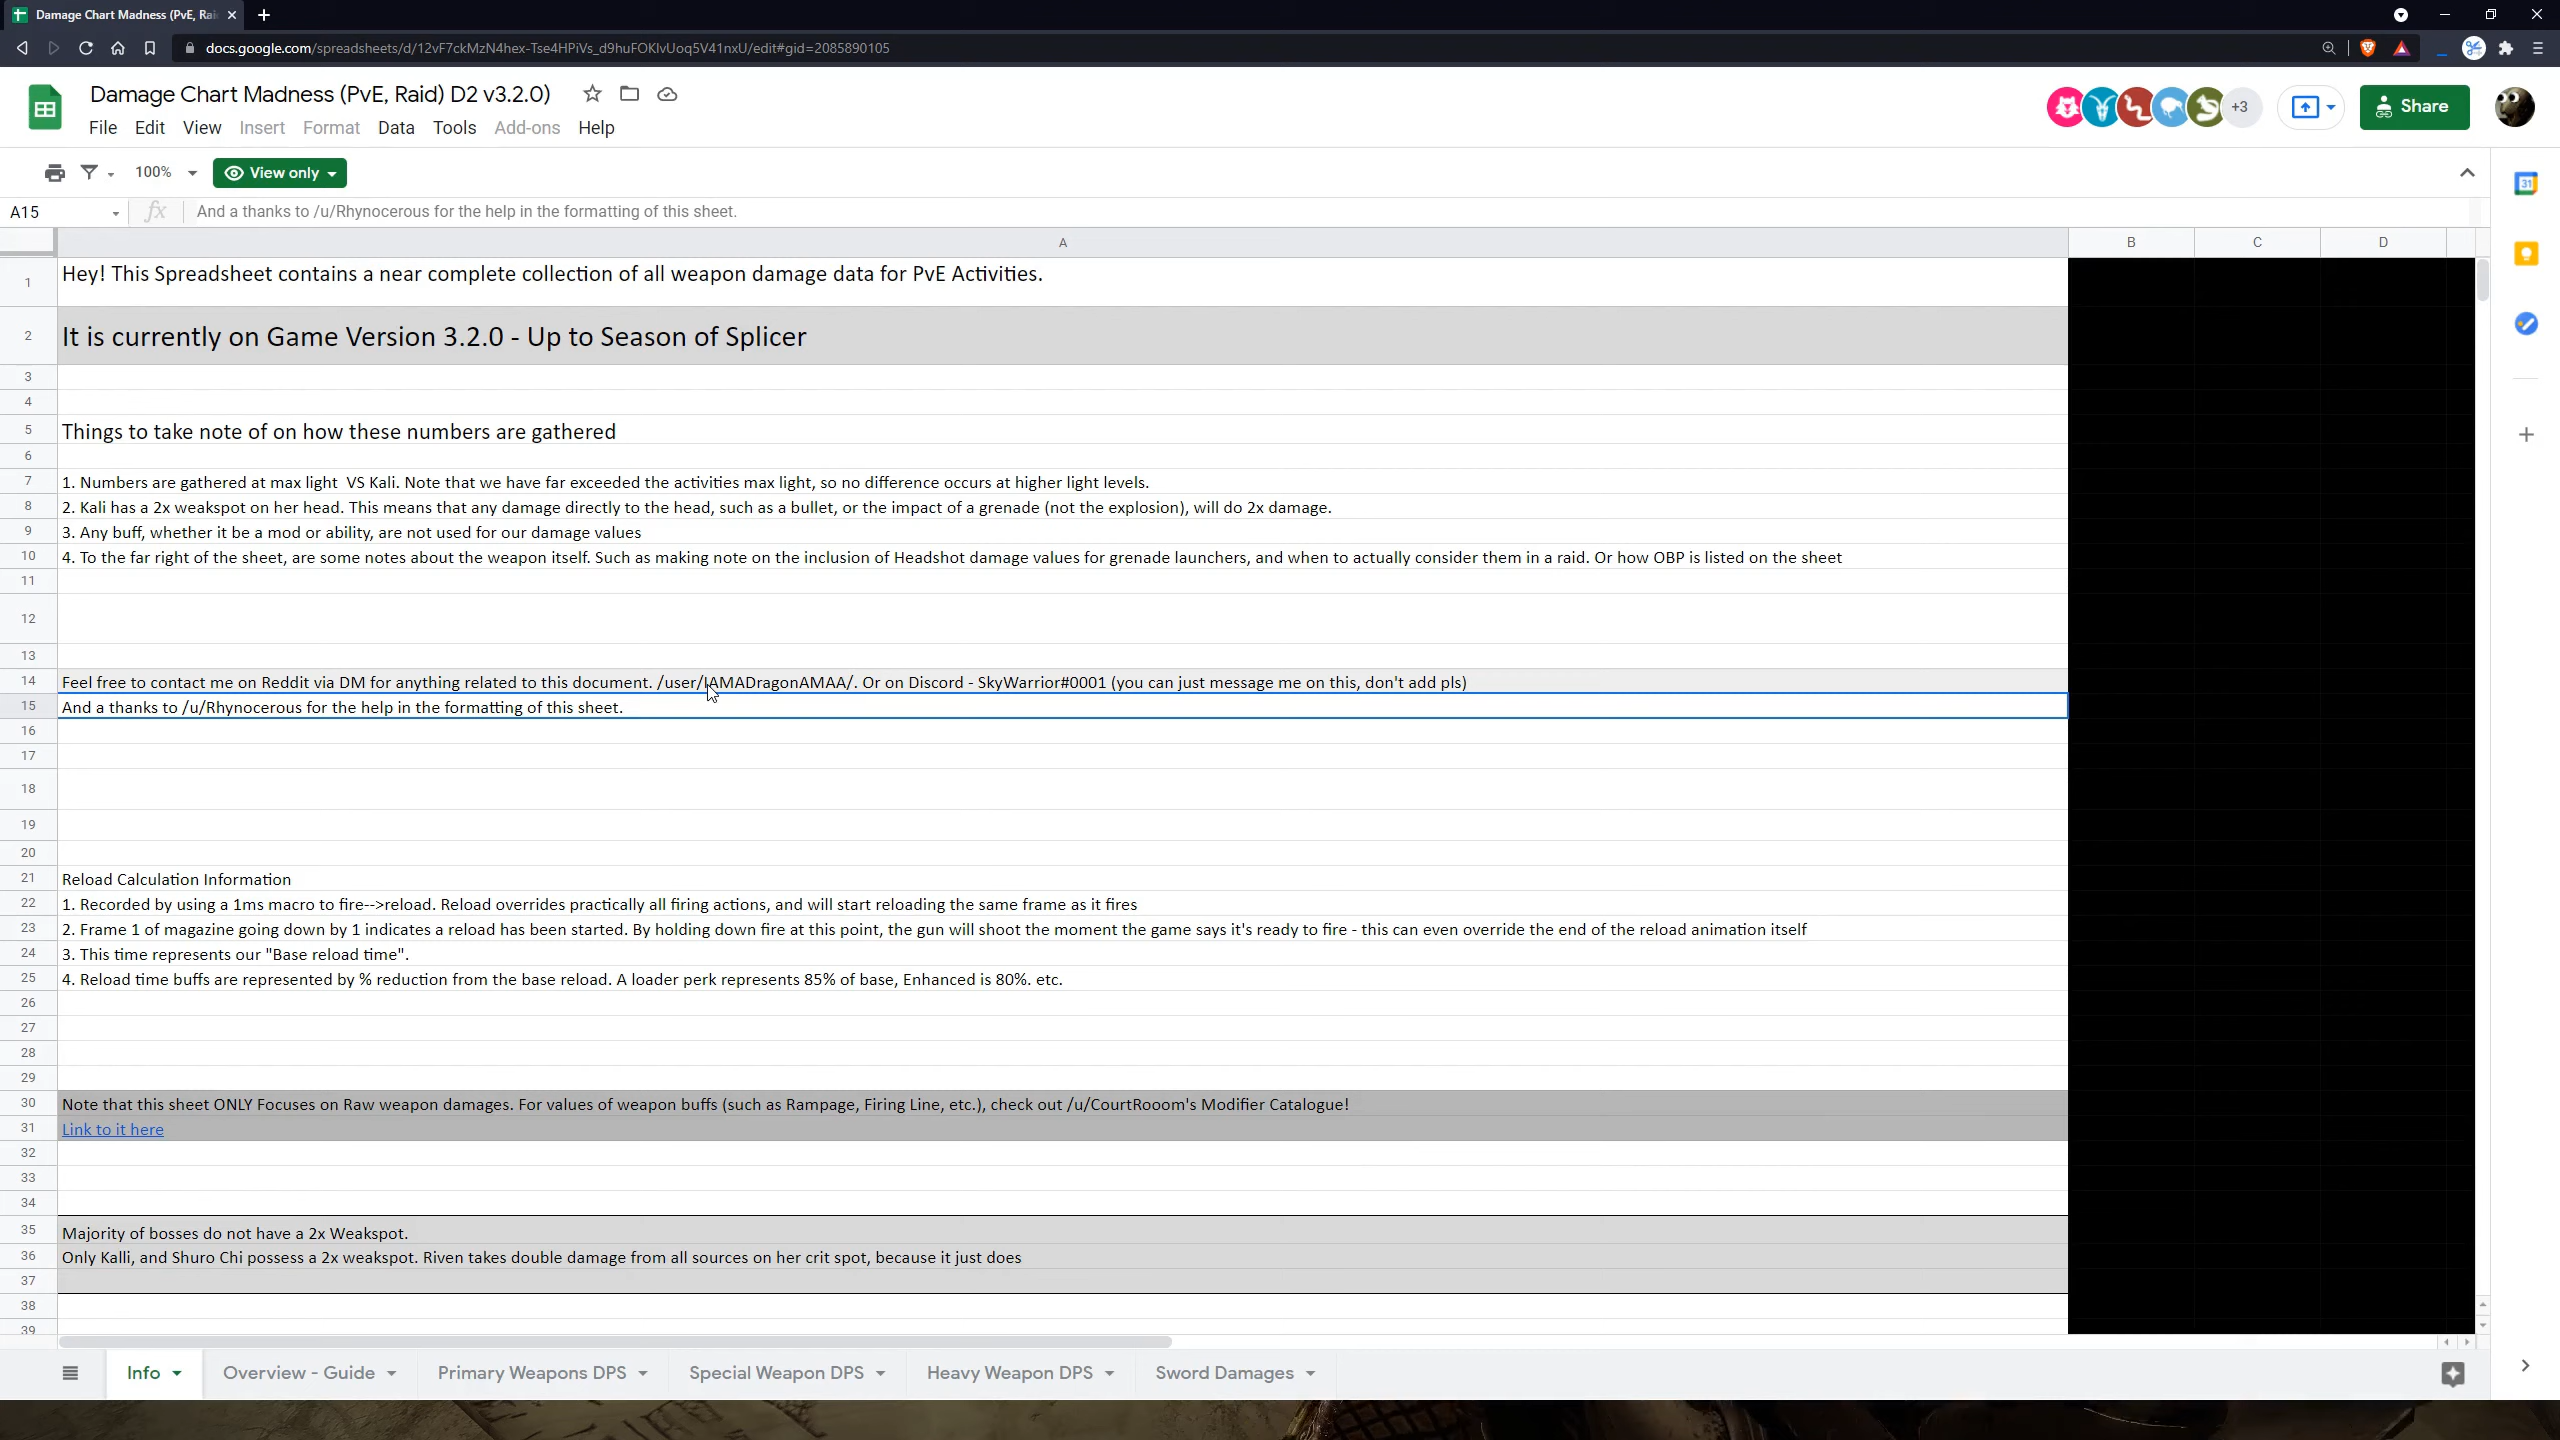 Damage Chart Madness (PvE, Rai
docs.google.com/spreadsheets/d/12vF7ckMzN4hex-Tse4HPiVs_d9huFOKlvUoq5V41nxU/edit#gid=2085890105
Damage Chart Madness (PvE, Raid) D2 v3.2.0)
+3
Share
File Edit View Insert Format Data Tools Add-ons Help
100% View only
31
A15 fx And a thanks to /u/Rhynocerous for the help in the formatting of this sheet.
A B C D
1 Hey! This Spreadsheet contains a near complete collection of all weapon damage data for PvE Activities.
2 It is currently on Game Version 3.2.0 - Up to Season of Splicer
3
4
5 Things to take note of on how these numbers are gathered
6
7 1. Numbers are gathered at max light VS Kali. Note that we have far exceeded the activities max light, so no difference occurs at higher light levels.
8 2. Kali has a 2x weakspot on her head. This means that any damage directly to the head, such as a bullet, or the impact of a grenade (not the explosion), will do 2x damage.
9 3. Any buff, whether it be a mod or ability, are not used for our damage values
10 4. To the far right of the sheet, are some notes about the weapon itself. Such as making note on the inclusion of Headshot damage values for grenade launchers, and when to actually consider them in a raid. Or how OBP is listed on the sheet
11
12
13
14 Feel free to contact me on Reddit via DM for anything related to this document. /user/IAMADragonAMAA/. Or on Discord - SkyWarrior#0001 (you can just message me on this, don't add pls)
15 And a thanks to /u/Rhynocerous for the help in the formatting of this sheet.
16
17
18
19
20
21 Reload Calculation Information
22 1. Recorded by using a 1ms macro to fire-->reload. Reload overrides practically all firing actions, and will start reloading the same frame as it fires
23 2. Frame 1 of magazine going down by 1 indicates a reload has been started. By holding down fire at this point, the gun will shoot the moment the game says it's ready to fire - this can even override the end of the reload animation itself
24 3. This time represents our "Base reload time".
25 4. Reload time buffs are represented by % reduction from the base reload. A loader perk represents 85% of base, Enhanced is 80%. etc.
26
27
28
29
30 Note that this sheet ONLY Focuses on Raw weapon damages. For values of weapon buffs (such as Rampage, Firing Line, etc.), check out /u/CourtRooom's Modifier Catalogue!
31 Link to it here
32
33
34
35 Majority of bosses do not have a 2x Weakspot.
36 Only Kalli, and Shuro Chi possess a 2x weakspot. Riven takes double damage from all sources on her crit spot, because it just does
37
38
39
Info Overview - Guide Primary Weapons DPS Special Weapon DPS Heavy Weapon DPS Sword Damages